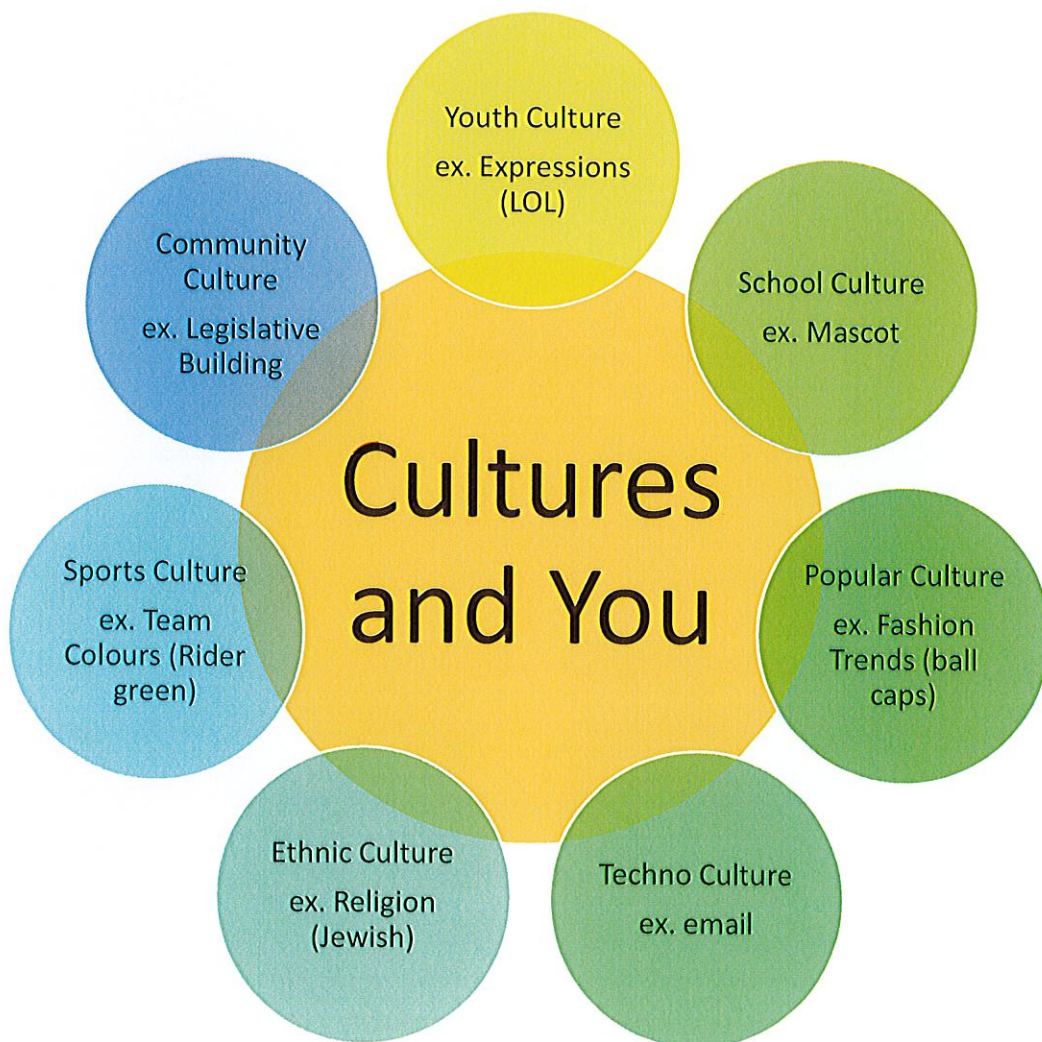 Youth Culture
ex. Expressions
(LOL)
School Culture
ex. Mascot
Popular Culture
ex. Fashion
Trends (ball
caps)
Techno Culture
ex. email
Ethnic Culture
ex. Religion
(Jewish)
Sports Culture
ex. Team
Colours (Rider
green)
Community
Culture
ex. Legislative
Building
Cultures
and You